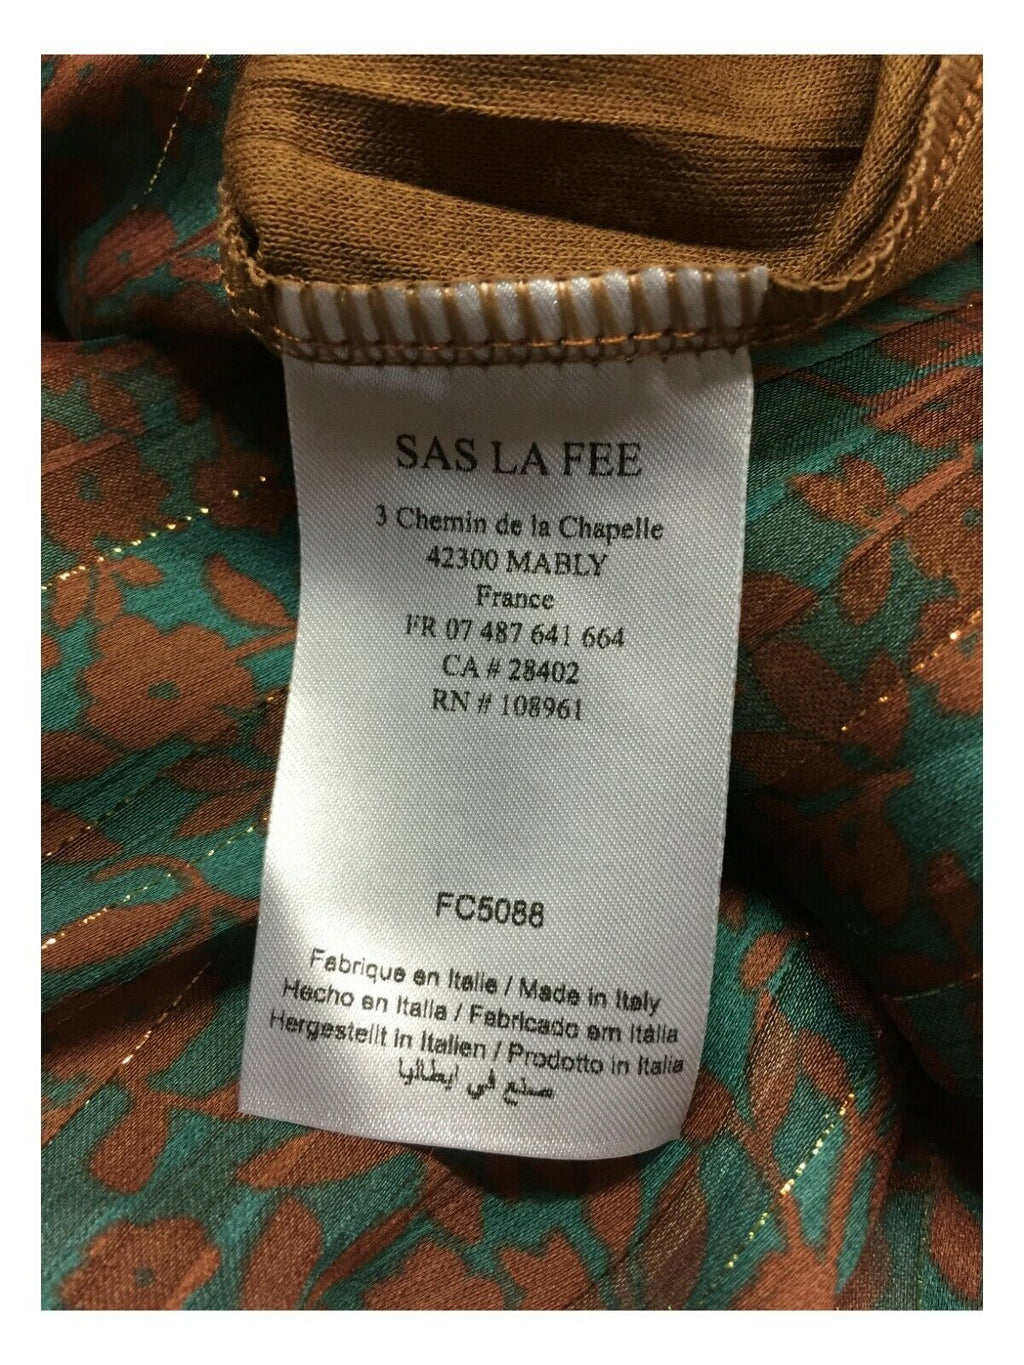 SAS LA FEE
3 Chemin de la Chapelle
42300 MABLY
France
FR 07 487 641 664
CA # 28402
RN # 108961
FC5088
Fabrique en Italie / Made in Italy
Hecho en Italia / Fabricado em Itália
Hergestellt in Italien / Prodotto in Italia
صنع في ايطاليا